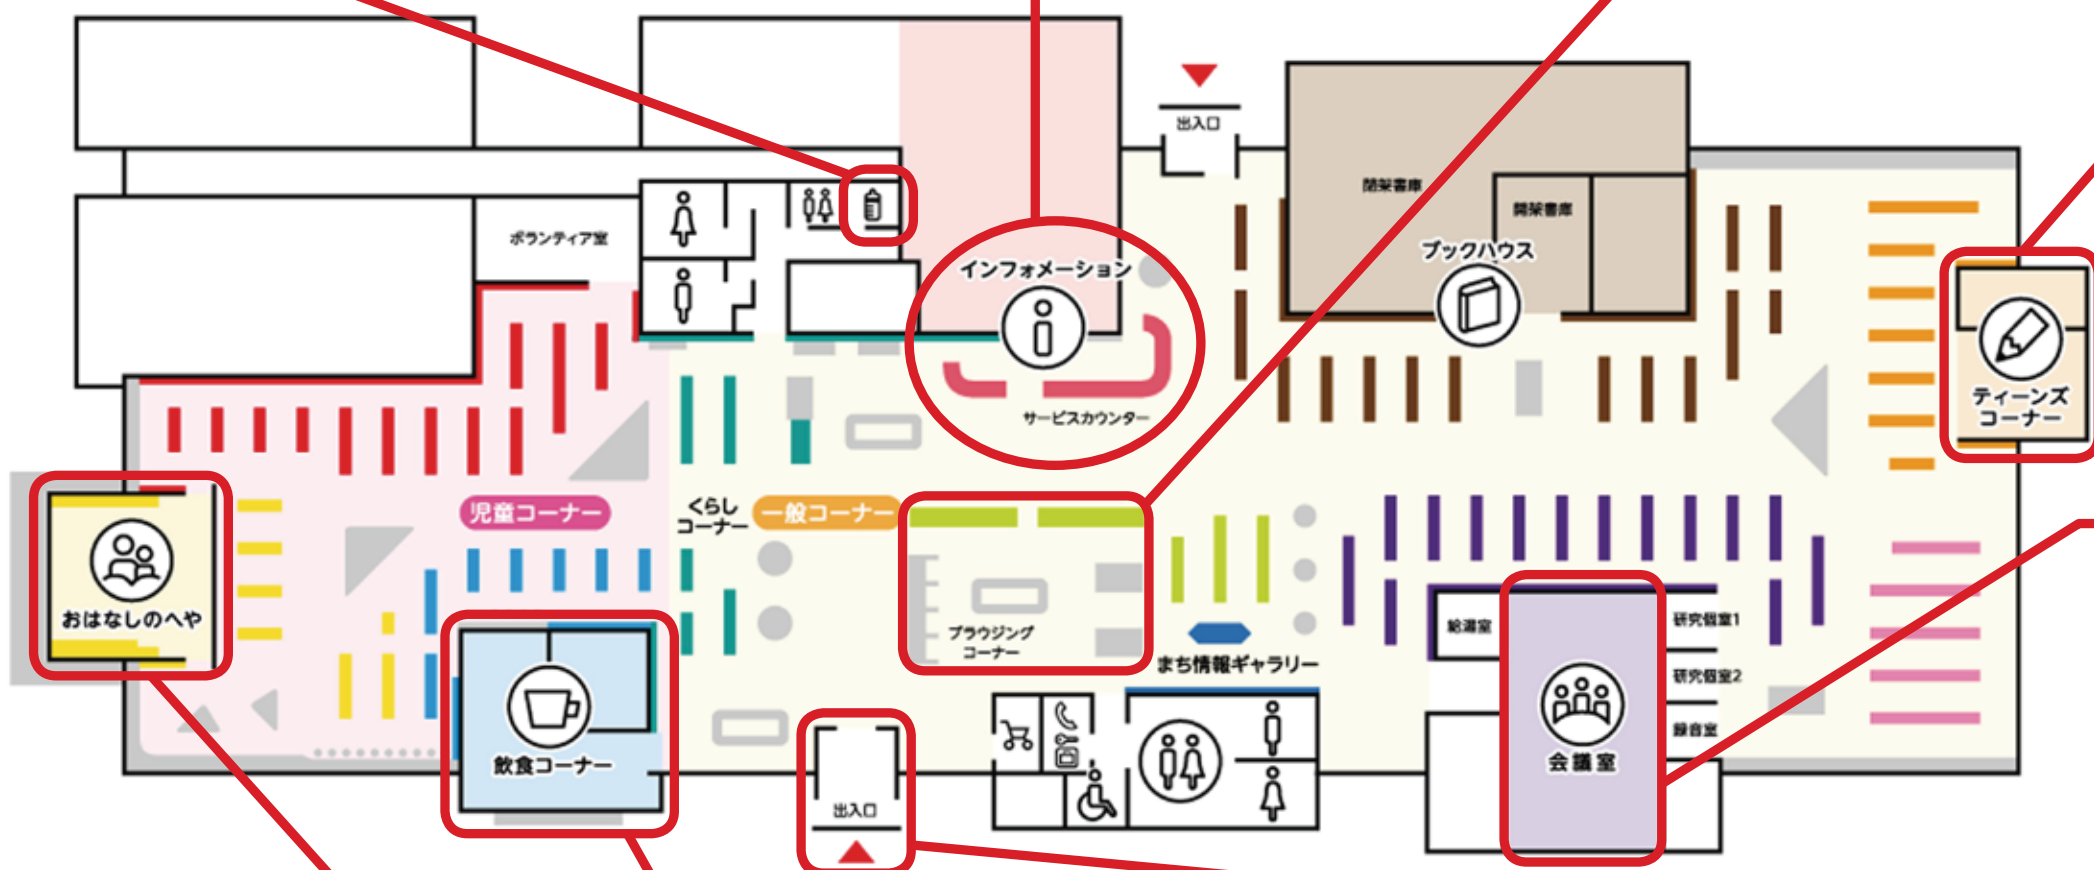 出入口
閉架書庫
開架書庫
ボランティア室
ブックハウス
インフォメーション
サービスカウンター
ティーンズ
コーナー
児童コーナー
くらし
コーナー
一般コーナー
おはなしのへや
ブラウジング
コーナー
まち情報ギャラリー
給湯室
研究個室1
研究個室2
録音室
会議室
飲食コーナー
出入口